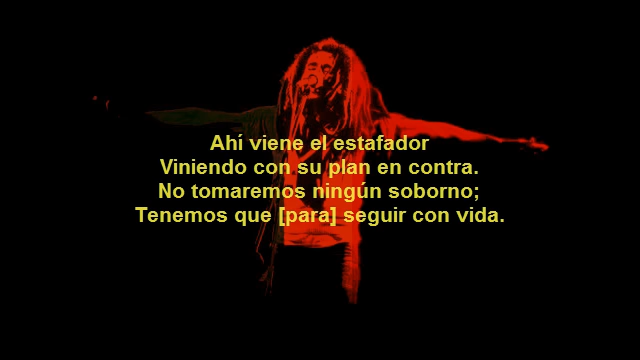 Ahí viene el estafador
Viniendo con su plan en contra.
No tomaremos ningún soborno;
Tenemos que [para] seguir con vida.